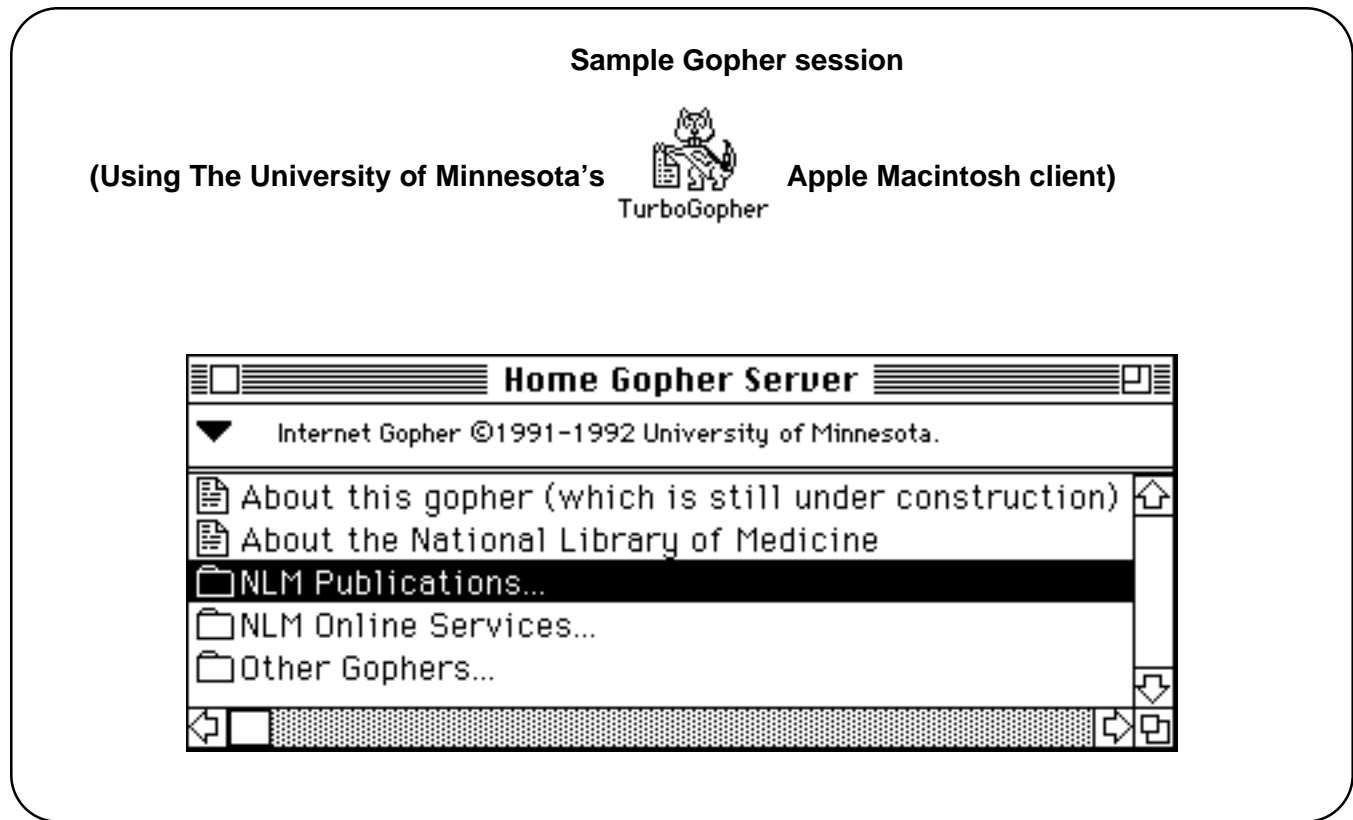 Sample Gopher session
(Using The University of Minnesota’s TurboGopher Apple Macintosh client)
Home Gopher Server
Internet Gopher ©1991-1992 University of Minnesota.
About this gopher (which is still under construction)
About the National Library of Medicine
NLM Publications...
NLM Online Services...
Other Gophers...